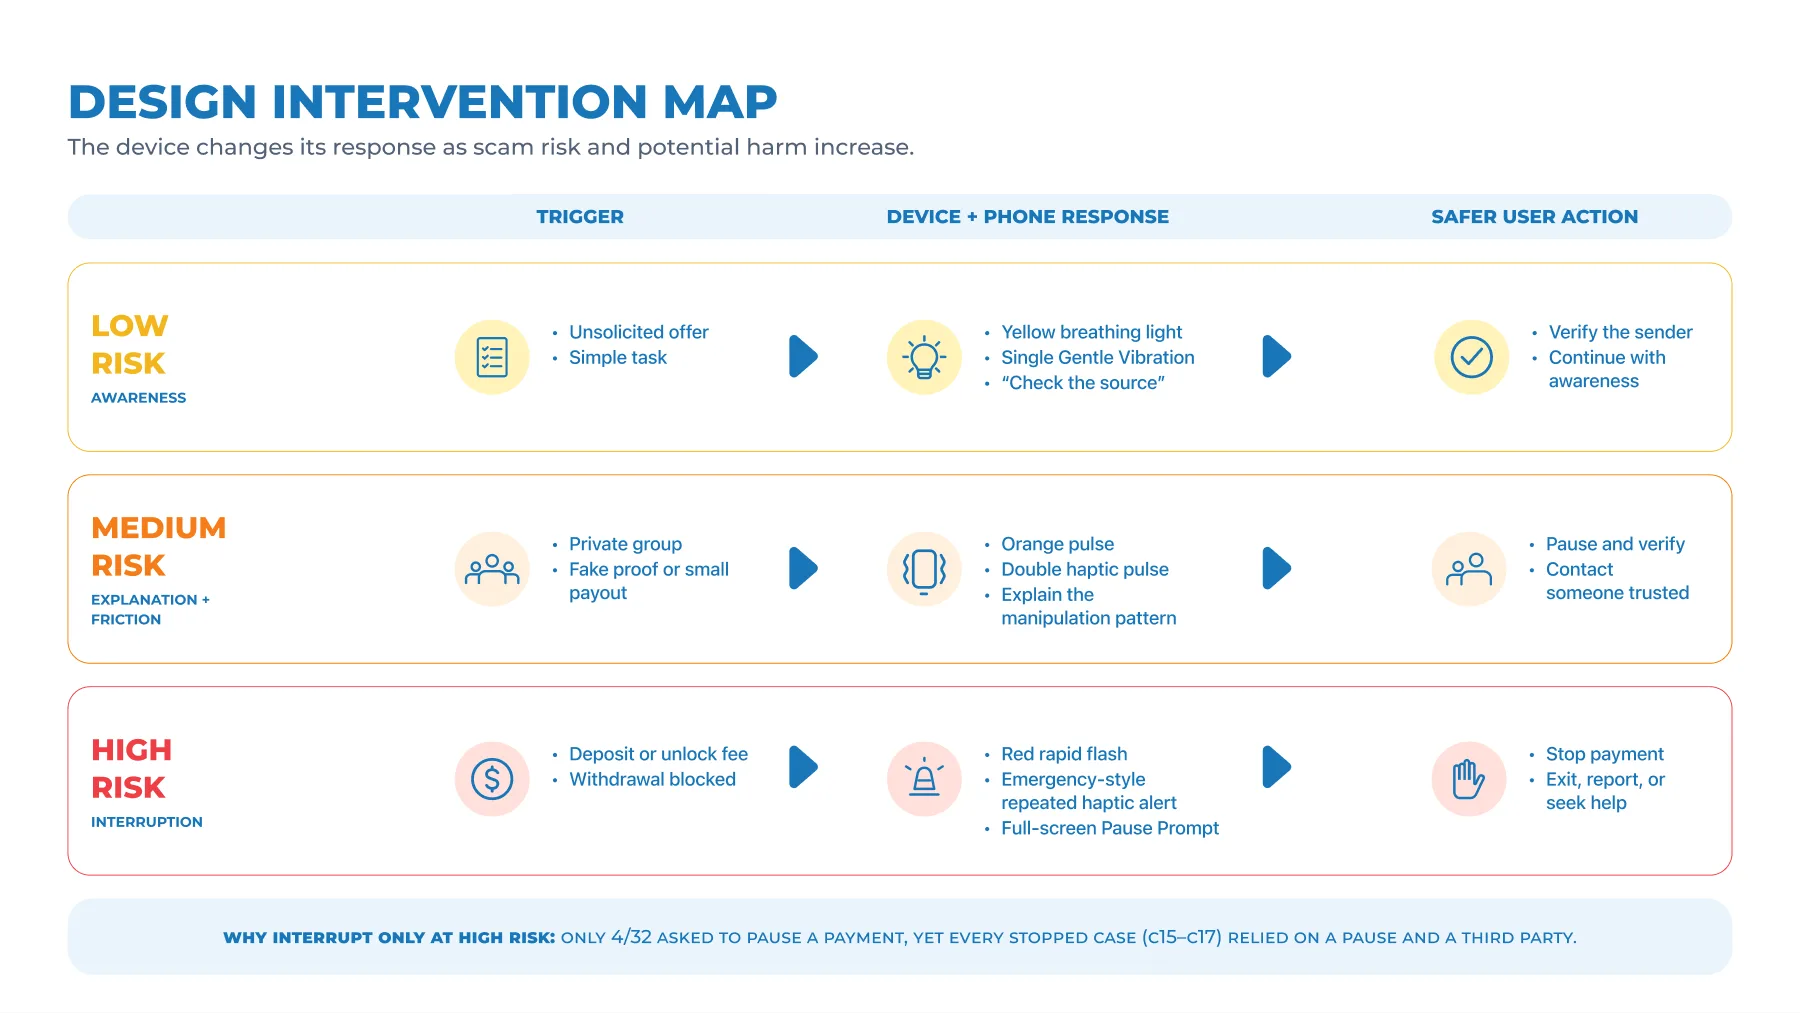 DESIGN INTERVENTION MAP
The device changes its response as scam risk and potential harm increase.
TRIGGER
DEVICE + PHONE RESPONSE
SAFER USER ACTION
LOW
RISK
AWARENESS
• Unsolicited offer
• Simple task
• Yellow breathing light
• Single Gentle Vibration
• “Check the source”
• Verify the sender
• Continue with
awareness
MEDIUM
RISK
EXPLANATION +
FRICTION
• Private group
• Fake proof or small
payout
• Orange pulse
• Double haptic pulse
• Explain the
manipulation pattern
• Pause and verify
• Contact
someone trusted
HIGH
RISK
INTERRUPTION
• Deposit or unlock fee
• Withdrawal blocked
• Red rapid flash
• Emergency-style
repeated haptic alert
• Full-screen Pause Prompt
• Stop payment
• Exit, report, or
seek help
WHY INTERRUPT ONLY AT HIGH RISK: ONLY 4/32 ASKED TO PAUSE A PAYMENT, YET EVERY STOPPED CASE (C15–C17) RELIED ON A PAUSE AND A THIRD PARTY.